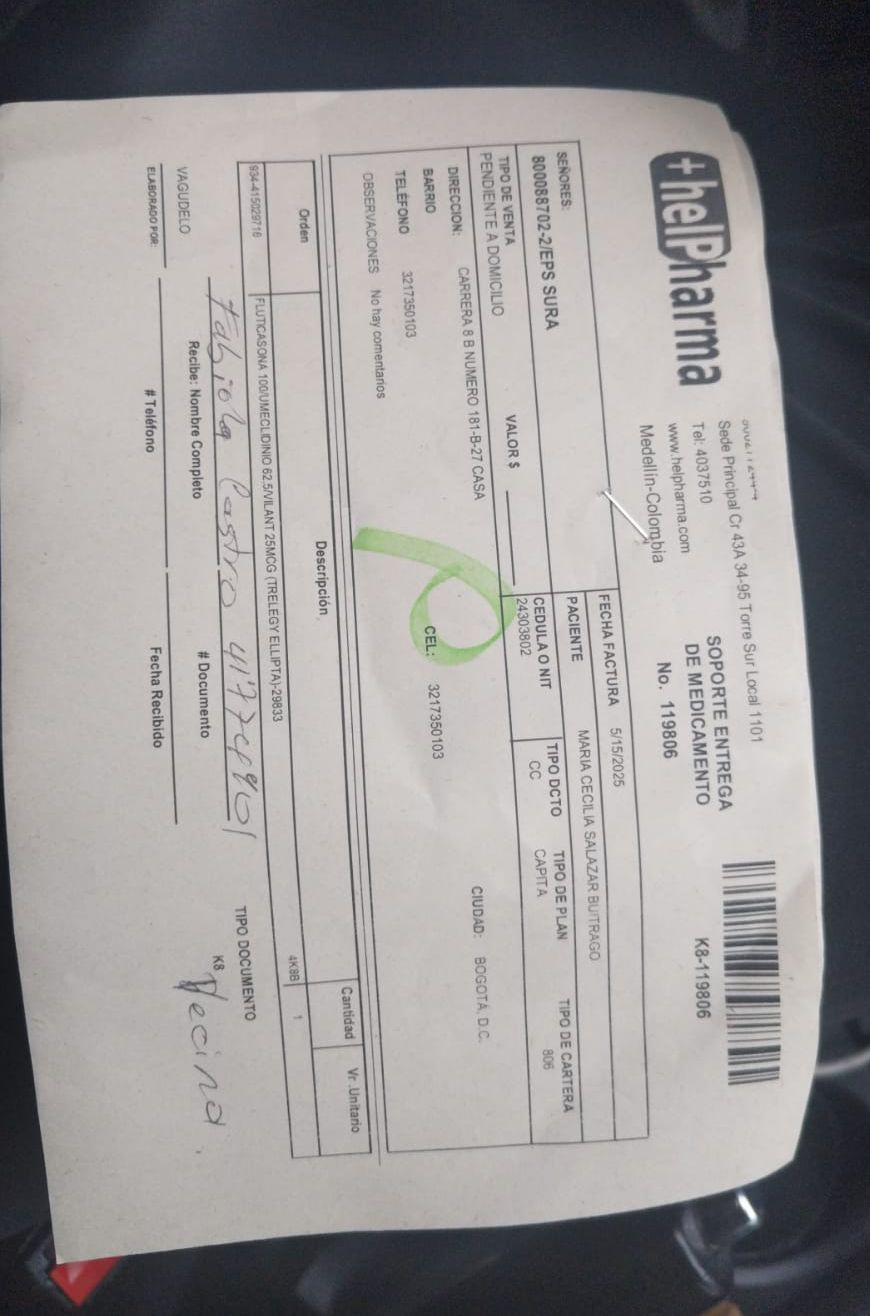 +helPharma
Sede Principal Cr 43A 34-95 Torre Sur Local 1101
Tel: 4037510
www.helpharma.com
Medellín-Colombia
SOPORTE ENTREGA
DE MEDICAMENTO
No. 119806
K8-119806
SEÑORES:
800088702-2/EPS SURA
FECHA FACTURA 5/15/2025
PACIENTE MARIA CECILIA SALAZAR BUITRAGO
CEDULA O NIT TIPO DCTO TIPO DE PLAN TIPO DE CARTERA
24303802 CC CAPITA 806
TIPO DE VENTA VALOR $
PENDIENTE A DOMICILIO
DIRECCION: CARRERA 8 B NUMERO 181-B-27 CASA CIUDAD: BOGOTÁ, D.C.
BARRIO
TELÉFONO 3217350103 CEL: 3217350103
OBSERVACIONES No hay comentarios
Orden Descripción Cantidad Vr .Unitario
934-415029716 FLUTICASONA 100/UMECLIDINIO 62.5/VILANT 25MCG (TRELEGY ELLIPTA)-29833 4K8B 1
Fabiola Castro
TIPO DOCUMENTO
K8
Vecina
VAGUDELO Recibe: Nombre Completo # Documento
ELABORADO POR: # Teléfono Fecha Recibido